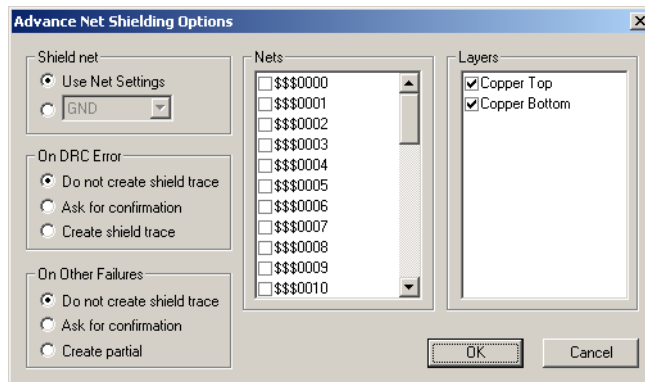 Advance Net Shielding Options
Shield net
Use Net Settings
GND
On DRC Error
Do not create shield trace
Ask for confirmation
Create shield trace
On Other Failures
Do not create shield trace
Ask for confirmation
Create partial
Nets
$$$0000
$$$0001
$$$0002
$$$0003
$$$0004
$$$0005
$$$0006
$$$0007
$$$0008
$$$0009
$$$0010
Layers
Copper Top
Copper Bottom
OK
Cancel